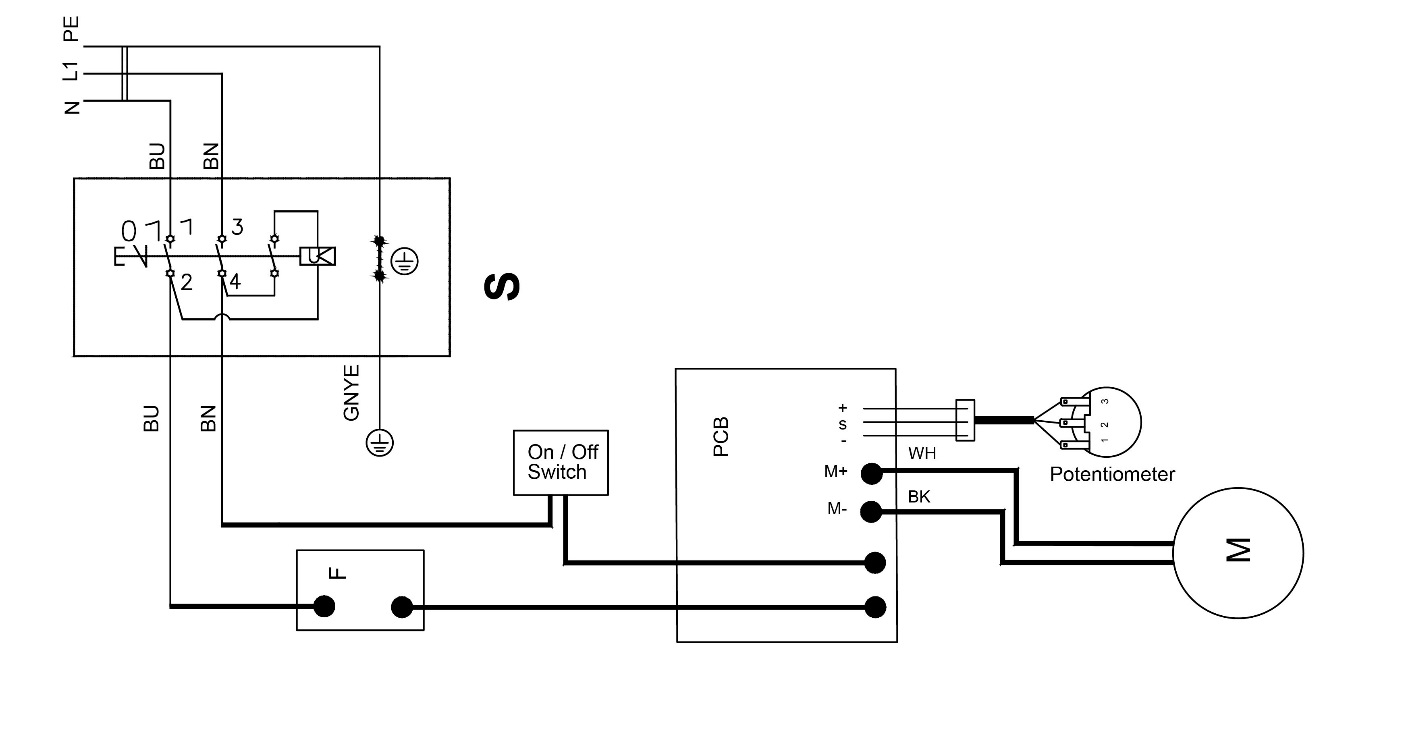 PE
L1
N
BU
BN
0
1
3
2
4
S
BU
BN
GNYE
On / Off
Switch
F
PCB
+
S
-
M+
M-
WH
BK
3
2
1
Potentiometer
M